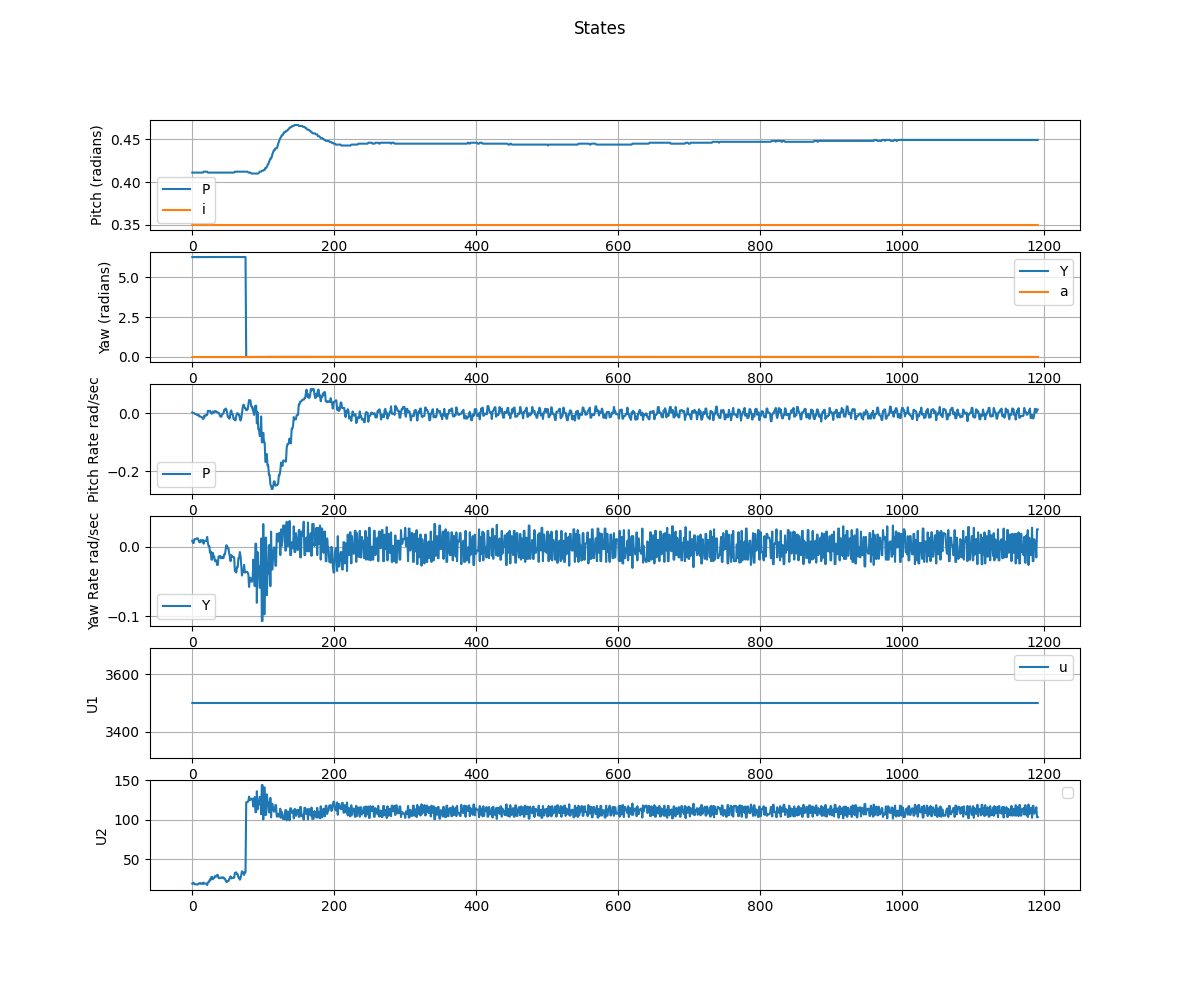 States
Pitch (radians)
0.45
0.40
0.35
P
i
0 200 400 600 800 1000 1200
Yaw (radians)
5.0
2.5
0.0
Y
a
0 200 400 600 800 1000 1200
Pitch Rate rad/sec
0.0
−0.2
P
0 200 400 600 800 1000 1200
Yaw Rate rad/sec
0.0
−0.1
Y
0 200 400 600 800 1000 1200
U1
3600
3400
u
0 200 400 600 800 1000 1200
U2
150
100
50
0 200 400 600 800 1000 1200